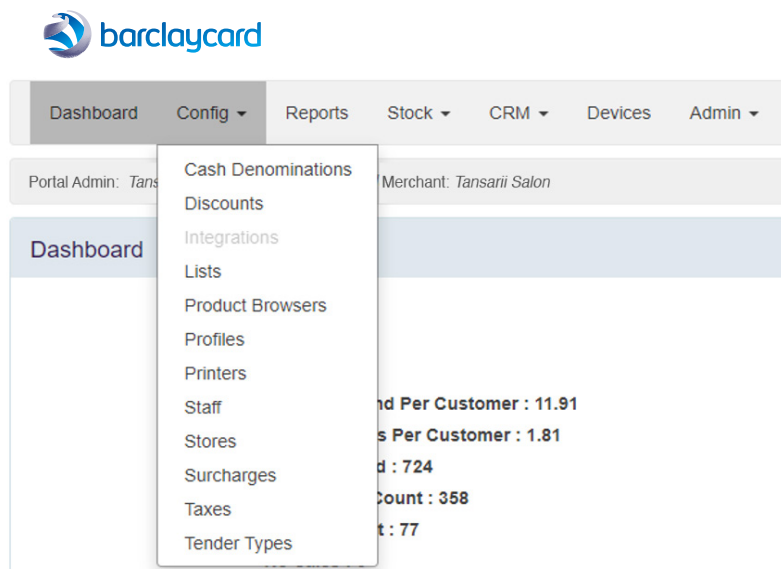 barclaycard
Dashboard Config Reports Stock CRM Devices Admin
Portal Admin: Merchant: Tansarii Salon
Cash Denominations
Discounts
Dashboard
Integrations
Lists
Product Browsers
Profiles
Printers
Staff
Stores
Surcharges
Taxes
Tender Types
Per Customer : 11.91
Per Customer : 1.81
: 724
: 358
: 77